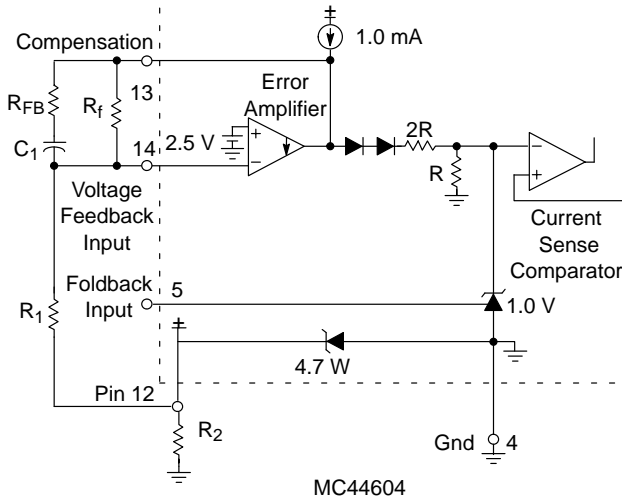 Compensation
1.0 mA
13
Error
Amplifier
R_FB
R_f
C_1
14
2.5 V
+
−
2R
R
−
+
Voltage
Feedback
Input
Current
Sense
Comparator
Foldback
Input
5
1.0 V
R_1
4.7 W
Pin 12
R_2
Gnd
4
MC44604